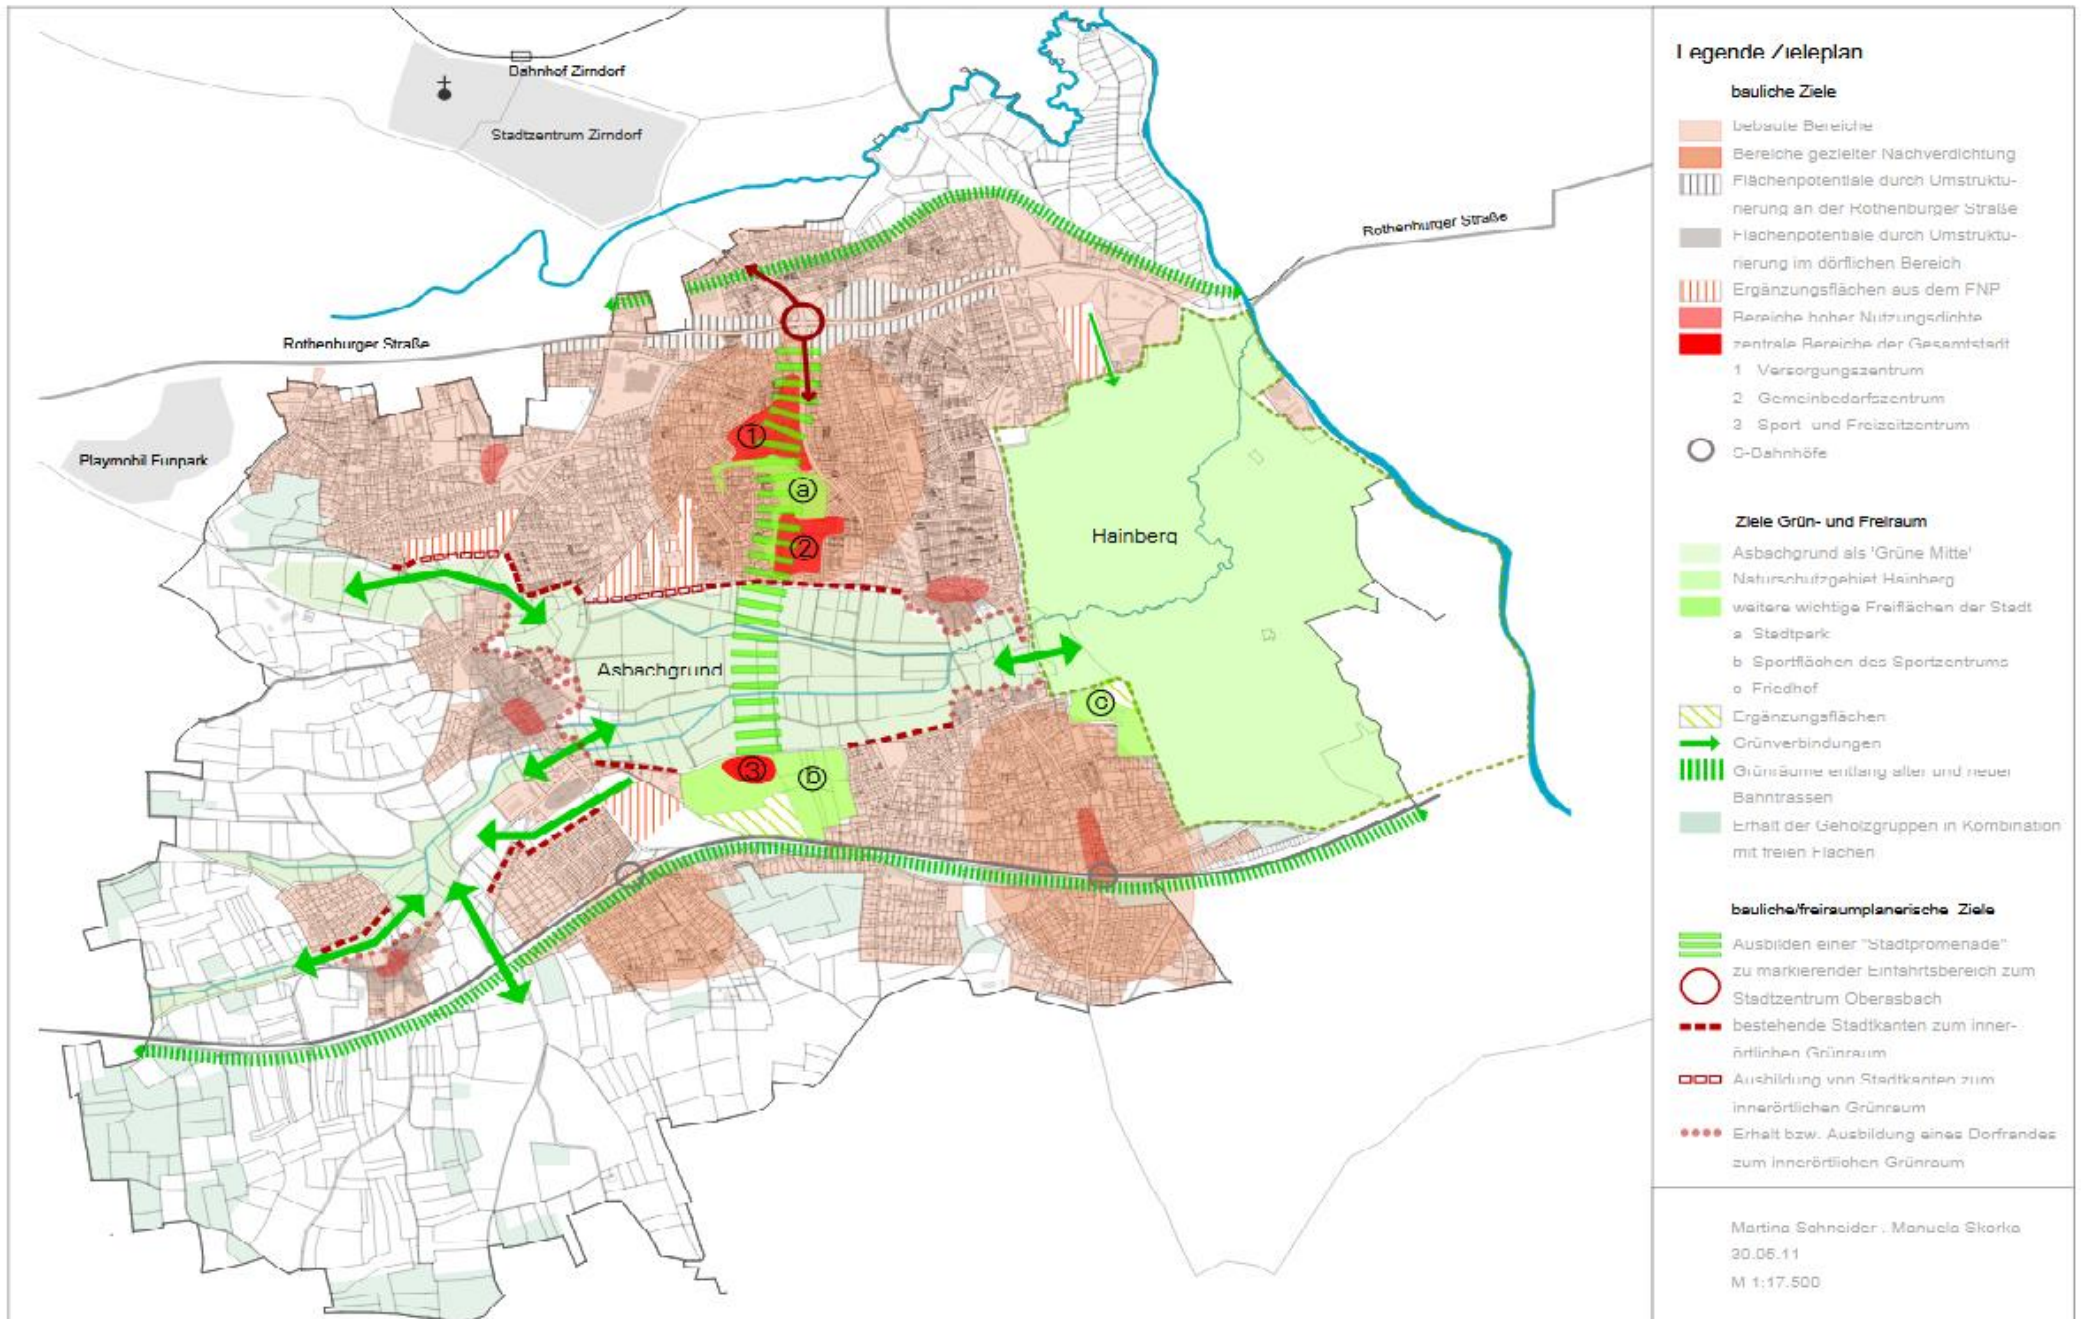 Bahnhof Zirndorf
Stadtzentrum Zirndorf
Rothenburger Straße
Rothenburger Straße
Playmobil Funpark
1
a
2
Hainberg
Asbachgrund
c
3
b
Legende Zieleplan
bauliche Ziele
bebaute Bereiche
Bereiche gezielter Nachverdichtung
Flächenpotentiale durch Umstruktu-
rierung an der Rothenburger Straße
Flächenpotentiale durch Umstruktu-
rierung im dörflichen Bereich
Ergänzungsflächen aus dem FNP
Bereiche hoher Nutzungsdichte
zentrale Bereiche der Gesamtstadt
1 Versorgungszentrum
2 Gemeinbedarfszentrum
3 Sport- und Freizeitzentrum
S-Bahnhöfe
Ziele Grün- und Freiraum
Asbachgrund als 'Grüne Mitte'
Naturschutzgebiet Hainberg
weitere wichtige Freiflächen der Stadt
a Stadtpark
b Sportflächen des Sportzentrums
c Friedhof
Ergänzungsflächen
Grünverbindungen
Grünräume entlang alter und neuer
Bahntrassen
Erhalt der Gehölzgruppen in Kombination
mit freien Flächen
bauliche/freiraumplanerische Ziele
Ausbilden einer "Stadtpromenade"
zu markierender Einfahrtsbereich zum
Stadtzentrum Oberasbach
bestehende Stadtkanten zum inner-
örtlichen Grünraum
Ausbildung von Stadtkanten zum
innerörtlichen Grünraum
Erhalt bzw. Ausbildung eines Dorfrandes
zum innerörtlichen Grünraum
Martina Schneider . Manuela Skorka
30.05.11
M 1:17.500